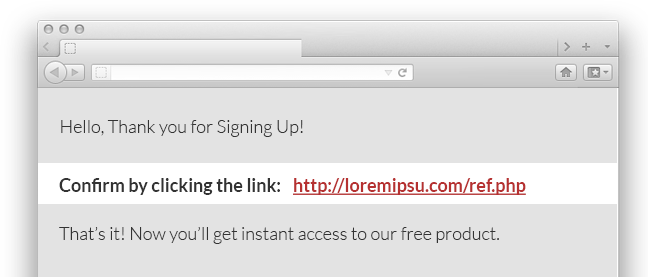 Hello, Thank you for Signing Up!
Confirm by clicking the link: http://loremipsu.com/ref.php
That’s it! Now you’ll get instant access to our free product.